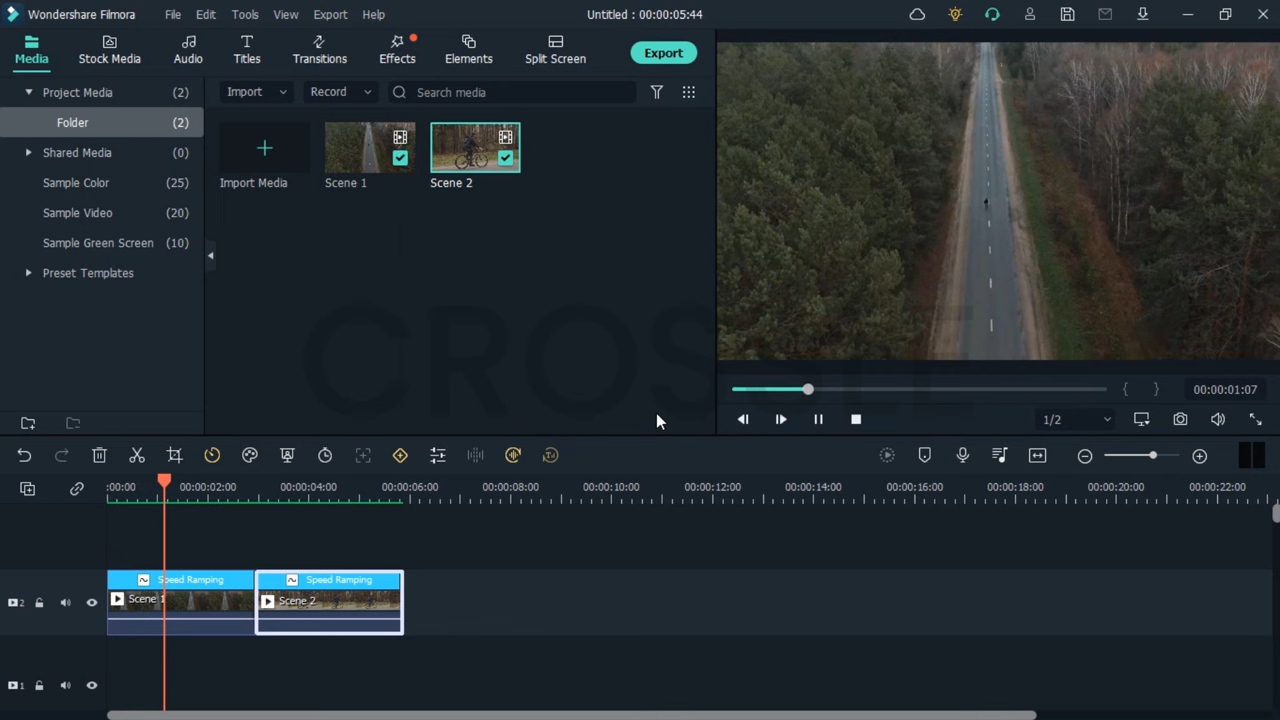 Wondershare Filmora File Edit Tools View Export Help Untitled : 00:00:05:44
Media Stock Media Audio Titles Transitions Effects Elements Split Screen Export
Project Media (2) Import Record Search media
Folder (2)
Shared Media (0)
Sample Color (25) Import Media Scene 1 Scene 2
Sample Video (20)
Sample Green Screen (10)
Preset Templates
{ } 00:00:01:07
1/2
:00:00 00:00:02:00 00:00:04:00 00:00:06:00 00:00:08:00 00:00:10:00 00:00:12:00 00:00:14:00 00:00:16:00 00:00:18:00 00:00:20:00 00:00:22:00
Speed Ramping Speed Ramping
2 Scene 1 Scene 2
1